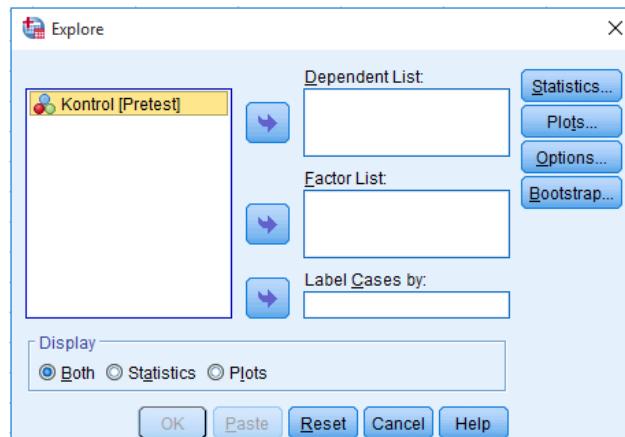 Explore
Kontrol [Pretest]
Dependent List:
Statistics...
Plots...
Options...
Bootstrap...
Factor List:
Label Cases by:
Display
Both Statistics Plots
OK Paste Reset Cancel Help